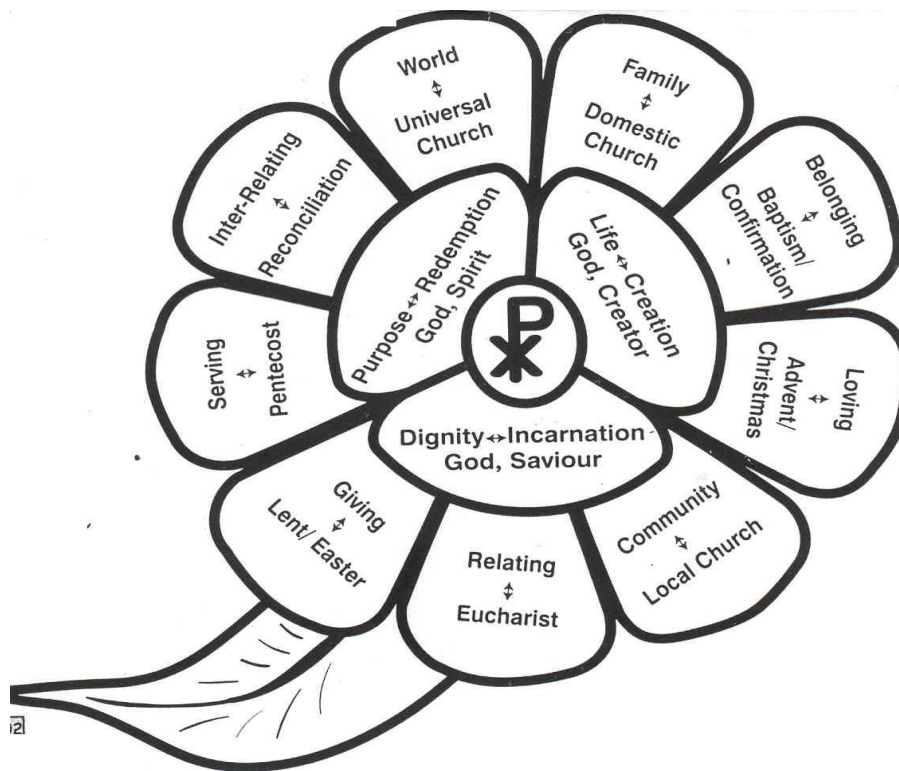 World
↔
Universal
Church
Family
↔
Domestic
Church
Belonging
↔
Baptism/
Confirmation
Loving
↔
Advent/
Christmas
Community
↔
Local Church
Relating
↔
Eucharist
Giving
↔
Lent/Easter
Serving
↔
Pentecost
Inter-Relating
↔
Reconciliation
Purpose↔Redemption
God, Spirit
Life↔Creation
God, Creator
Dignity↔Incarnation
God, Saviour